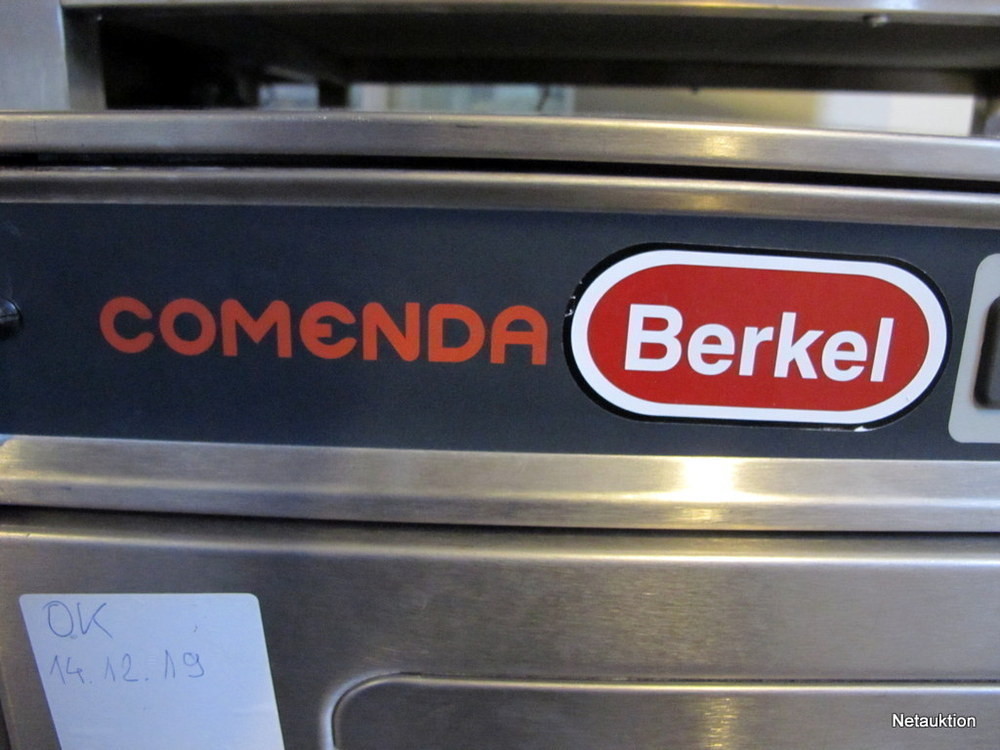 COMENDA
Berkel
OK
14.12.19
Netauktion